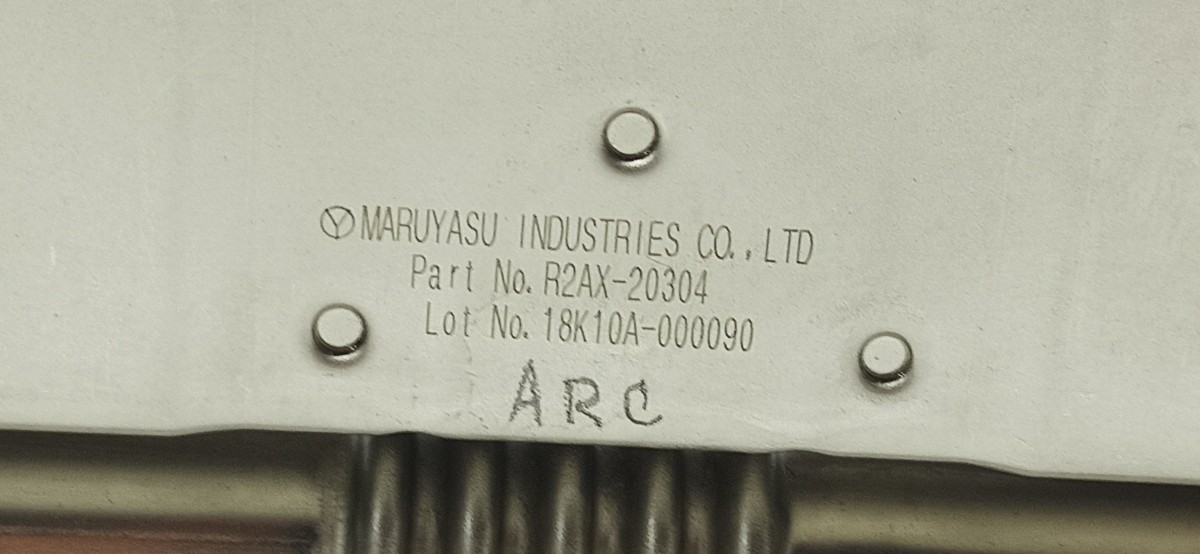 MARUYASU INDUSTRIES CO., LTD
Part No. R2AX-20304
Lot No. 18K10A-000090
ARC